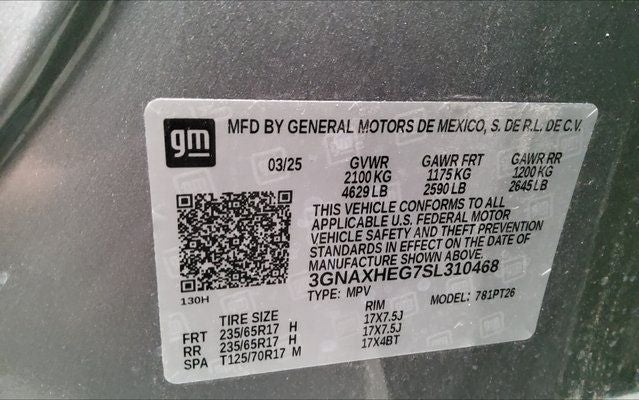 gm MFD BY GENERAL MOTORS DE MEXICO, S. DE R.L. DE C.V.
03/25 GVWR GAWR FRT GAWR RR
2100 KG 1175 KG 1200 KG
4629 LB 2590 LB 2645 LB
THIS VEHICLE CONFORMS TO ALL
APPLICABLE U.S. FEDERAL MOTOR
VEHICLE SAFETY AND THEFT PREVENTION
STANDARDS IN EFFECT ON THE DATE OF
MANUFACTURE SHOWN ABOVE.
3GNAXHEG7SL310468
130H TYPE: MPV MODEL: 781PT26
TIRE SIZE RIM
FRT 235/65R17 H 17X7.5J
RR 235/65R17 H 17X7.5J
SPA T125/70R17 M 17X4BT